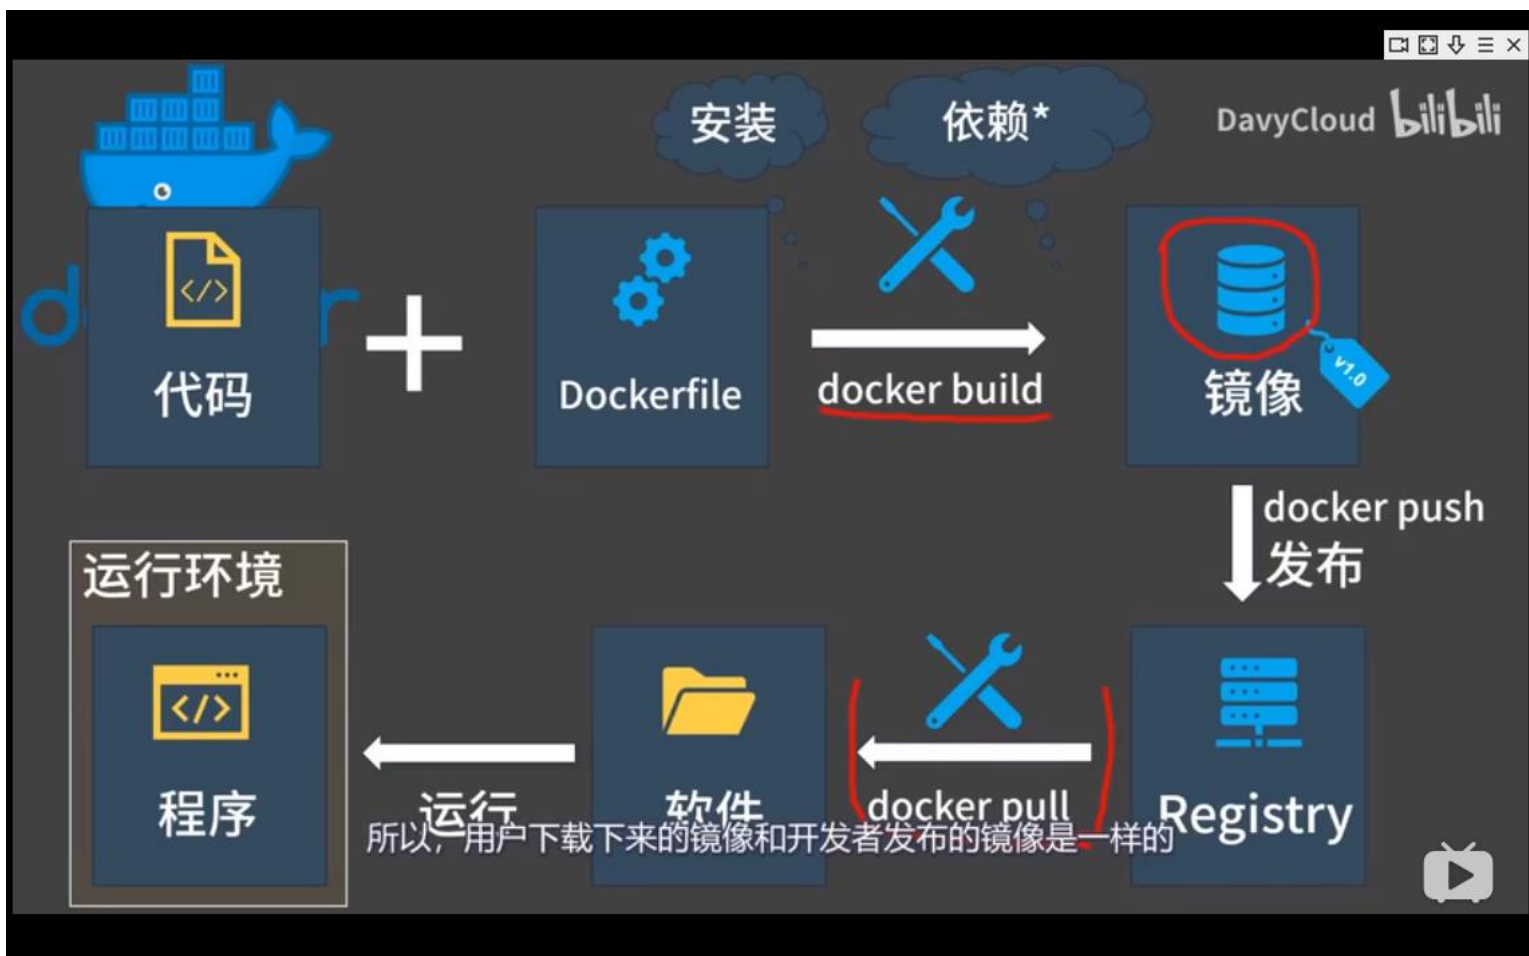 安装
依赖*
DavyCloud bilibili
</>
代码
Dockerfile
docker build
镜像
v1.0
docker push
发布
运行环境
</>
程序
运行
软件
docker pull
Registry
所以，用户下载下来的镜像和开发者发布的镜像是一样的